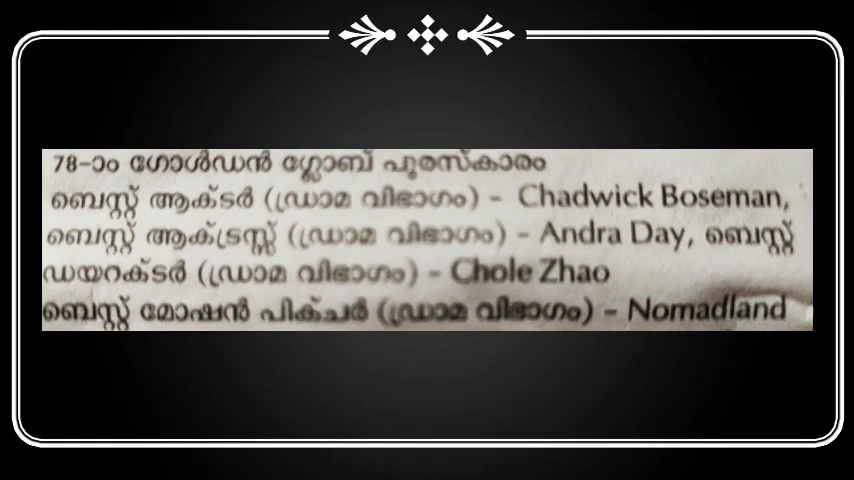 78-ാം ഗോൾഡൻ ഗ്ലോബ് പുരസ്കാരം
ബെസ്റ്റ് ആക്ടർ (ഡ്രാമ വിഭാഗം) - Chadwick Boseman,
ബെസ്റ്റ് ആക്ട്രസ്സ് (ഡ്രാമ വിഭാഗം) - Andra Day, ബെസ്റ്റ്
ഡയറക്ടർ (ഡ്രാമ വിഭാഗം) - Chole Zhao
ബെസ്റ്റ് മോഷൻ പിക്ചർ (ഡ്രാമ വിഭാഗം) - Nomadland